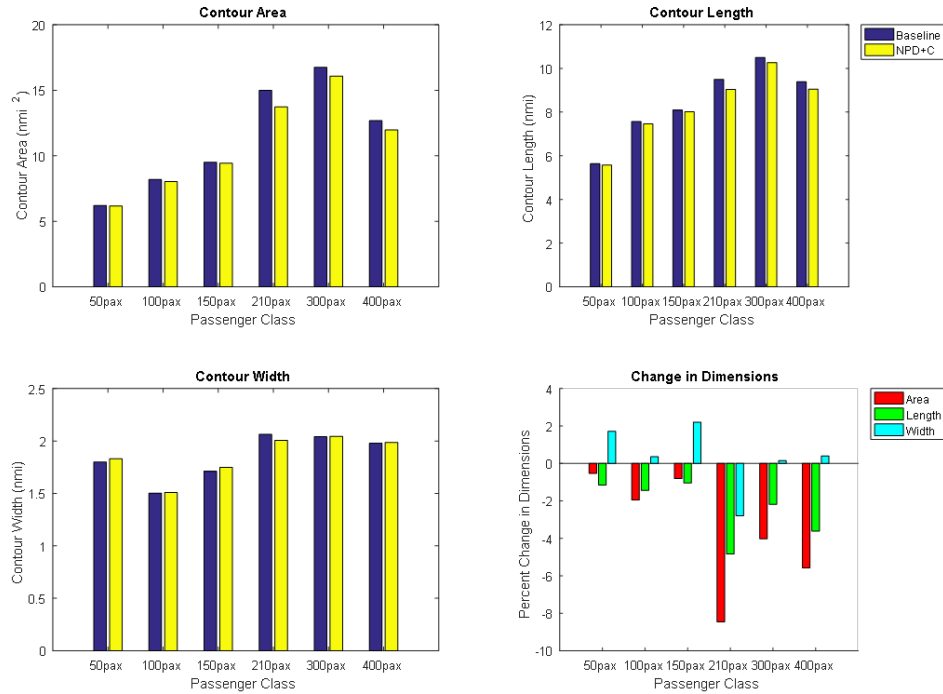 Contour Area
20
15
10
5
0
Contour Area (nmi 2)
50pax 100pax 150pax 210pax 300pax 400pax
Passenger Class
Contour Length
12
10
8
6
4
2
0
Contour Length (nmi)
50pax 100pax 150pax 210pax 300pax 400pax
Passenger Class
Baseline
NPD+C
Contour Width
2.5
2
1.5
1
0.5
0
Contour Width (nmi)
50pax 100pax 150pax 210pax 300pax 400pax
Passenger Class
Change in Dimensions
4
2
0
-2
-4
-6
-8
-10
Percent Change in Dimensions
50pax 100pax 150pax 210pax 300pax 400pax
Passenger Class
Area
Length
Width